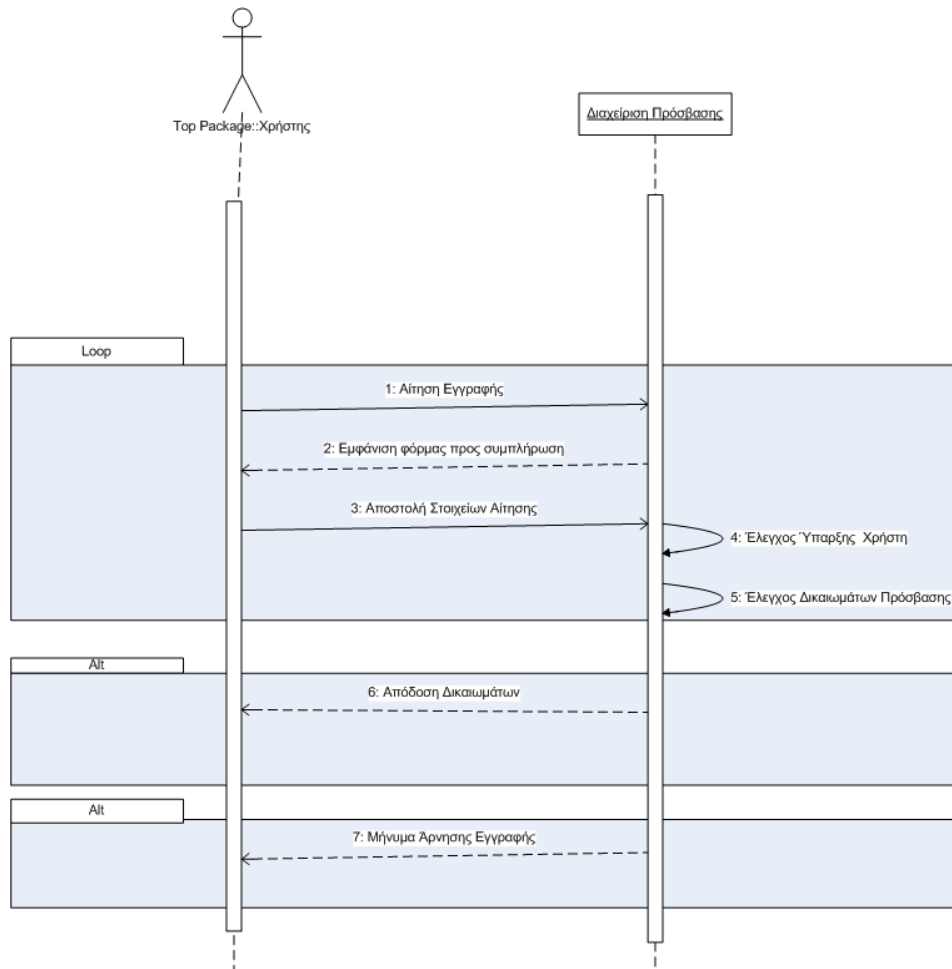 Top Package::Χρήστης
Διαχείριση Πρόσβασης
Loop
1: Αίτηση Εγγραφής
2: Εμφάνιση φόρμας προς συμπλήρωση
3: Αποστολή Στοιχείων Αίτησης
4: Έλεγχος Ύπαρξης Χρήστη
5: Έλεγχος Δικαιωμάτων Πρόσβασης
Alt
6: Απόδοση Δικαιωμάτων
Alt
7: Μήνυμα Άρνησης Εγγραφής